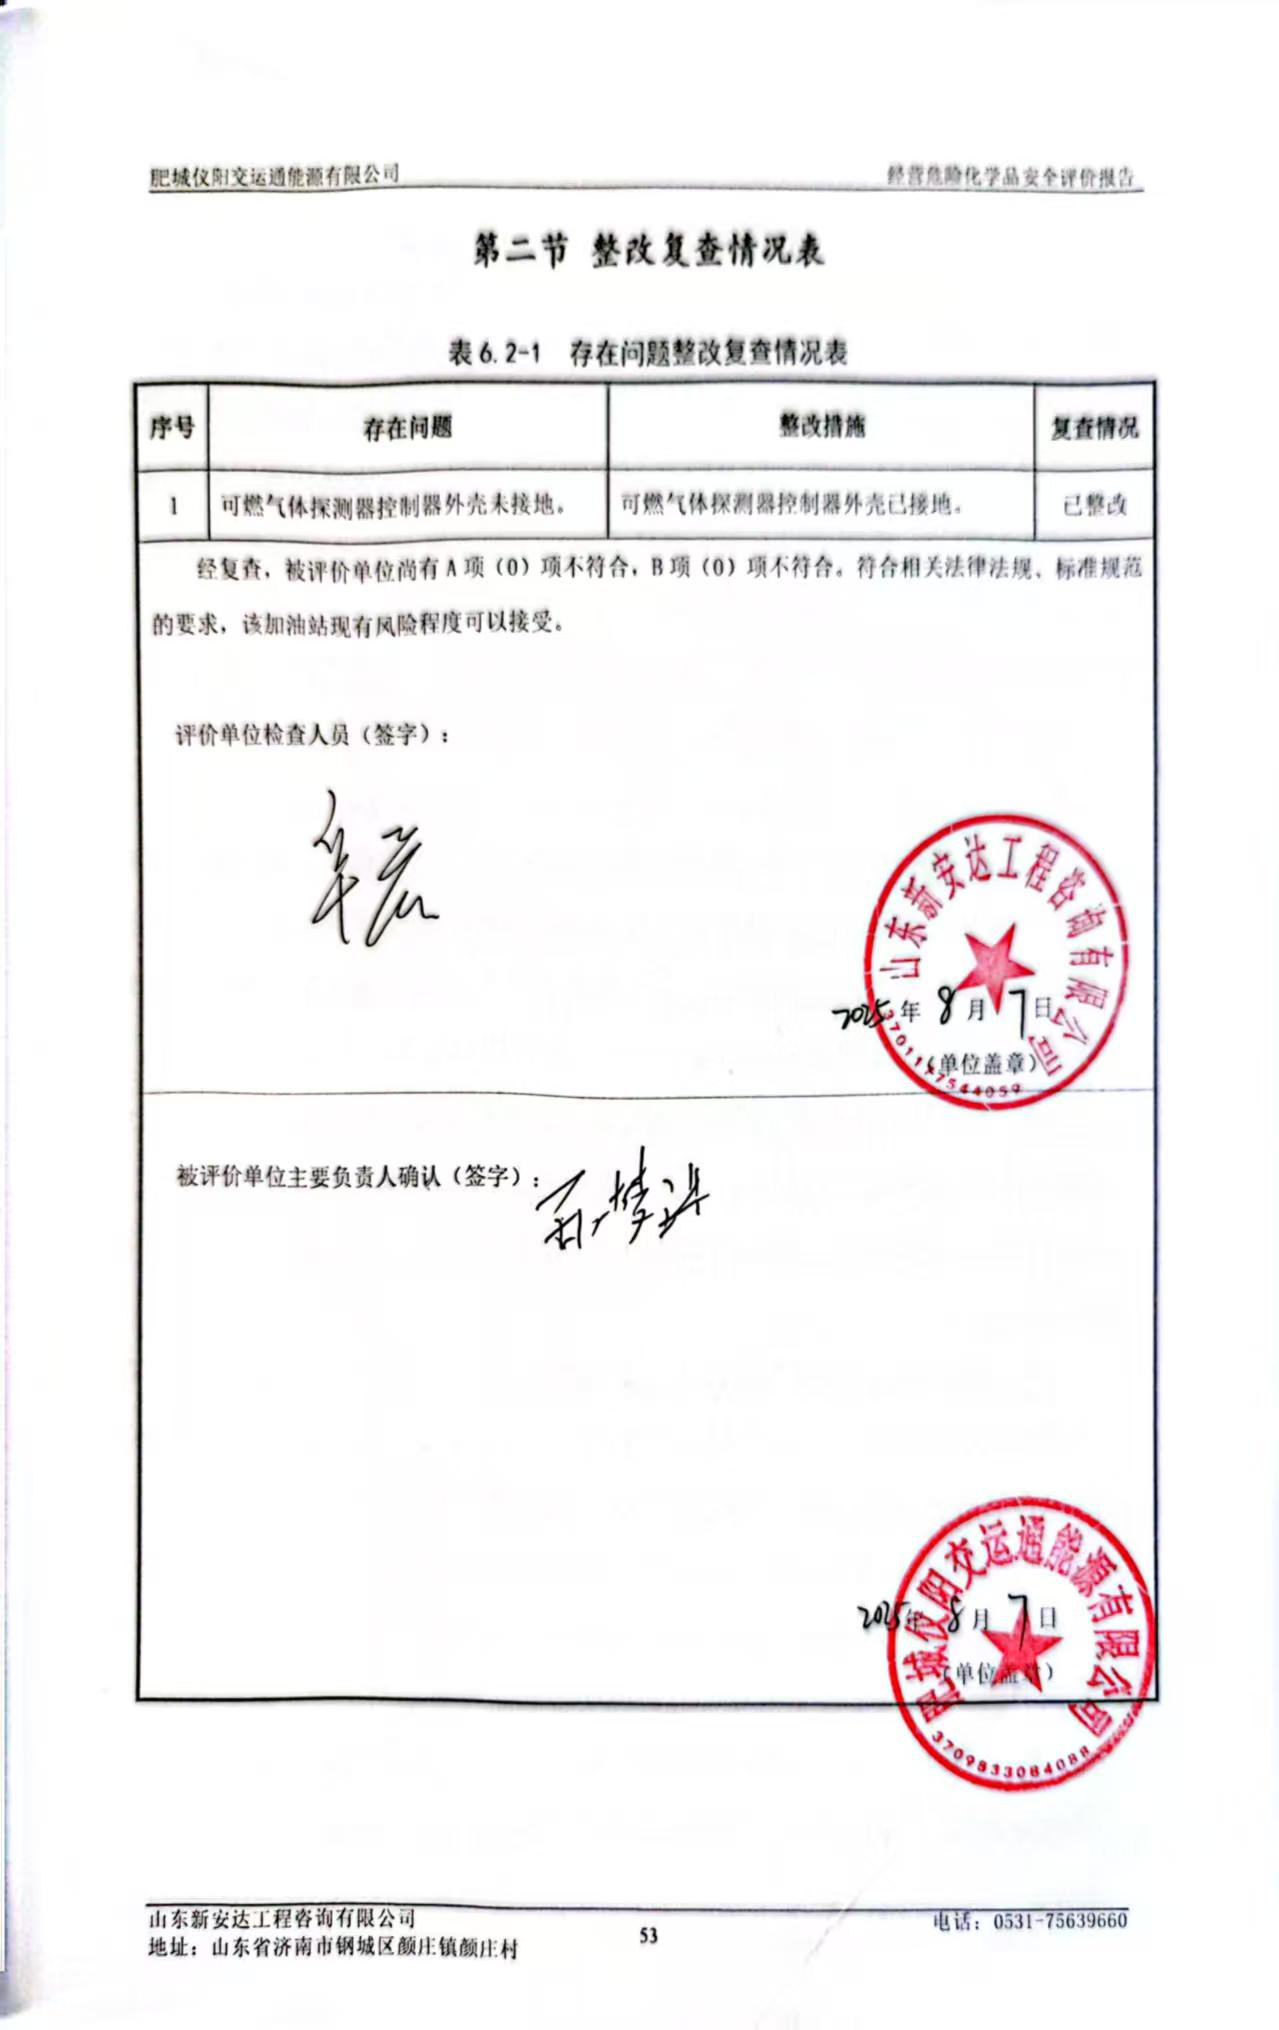 肥城仪阳交运通能源有限公司 经营危险化学品安全评价报告
第二节 整改复查情况表
表6.2-1 存在问题整改复查情况表
序号 存在问题 整改措施 复查情况
1 可燃气体探测器控制器外壳未接地。 可燃气体探测器控制器外壳已接地。 已整改
经复查，被评价单位尚有A项（0）项不符合，B项（0）项不符合。符合相关法律法规、标准规范
的要求，该加油站现有风险程度可以接受。
评价单位检查人员（签字）：
山东新安达工程咨询有限公司
2025年8月7日
（单位盖章）
被评价单位主要负责人确认（签字）：
肥城仪阳交运通能源有限公司
2025年8月7日
（单位盖章）
3709833084088
山东新安达工程咨询有限公司
地址：山东省济南市钢城区颜庄镇颜庄村
53
电话：0531-75639660